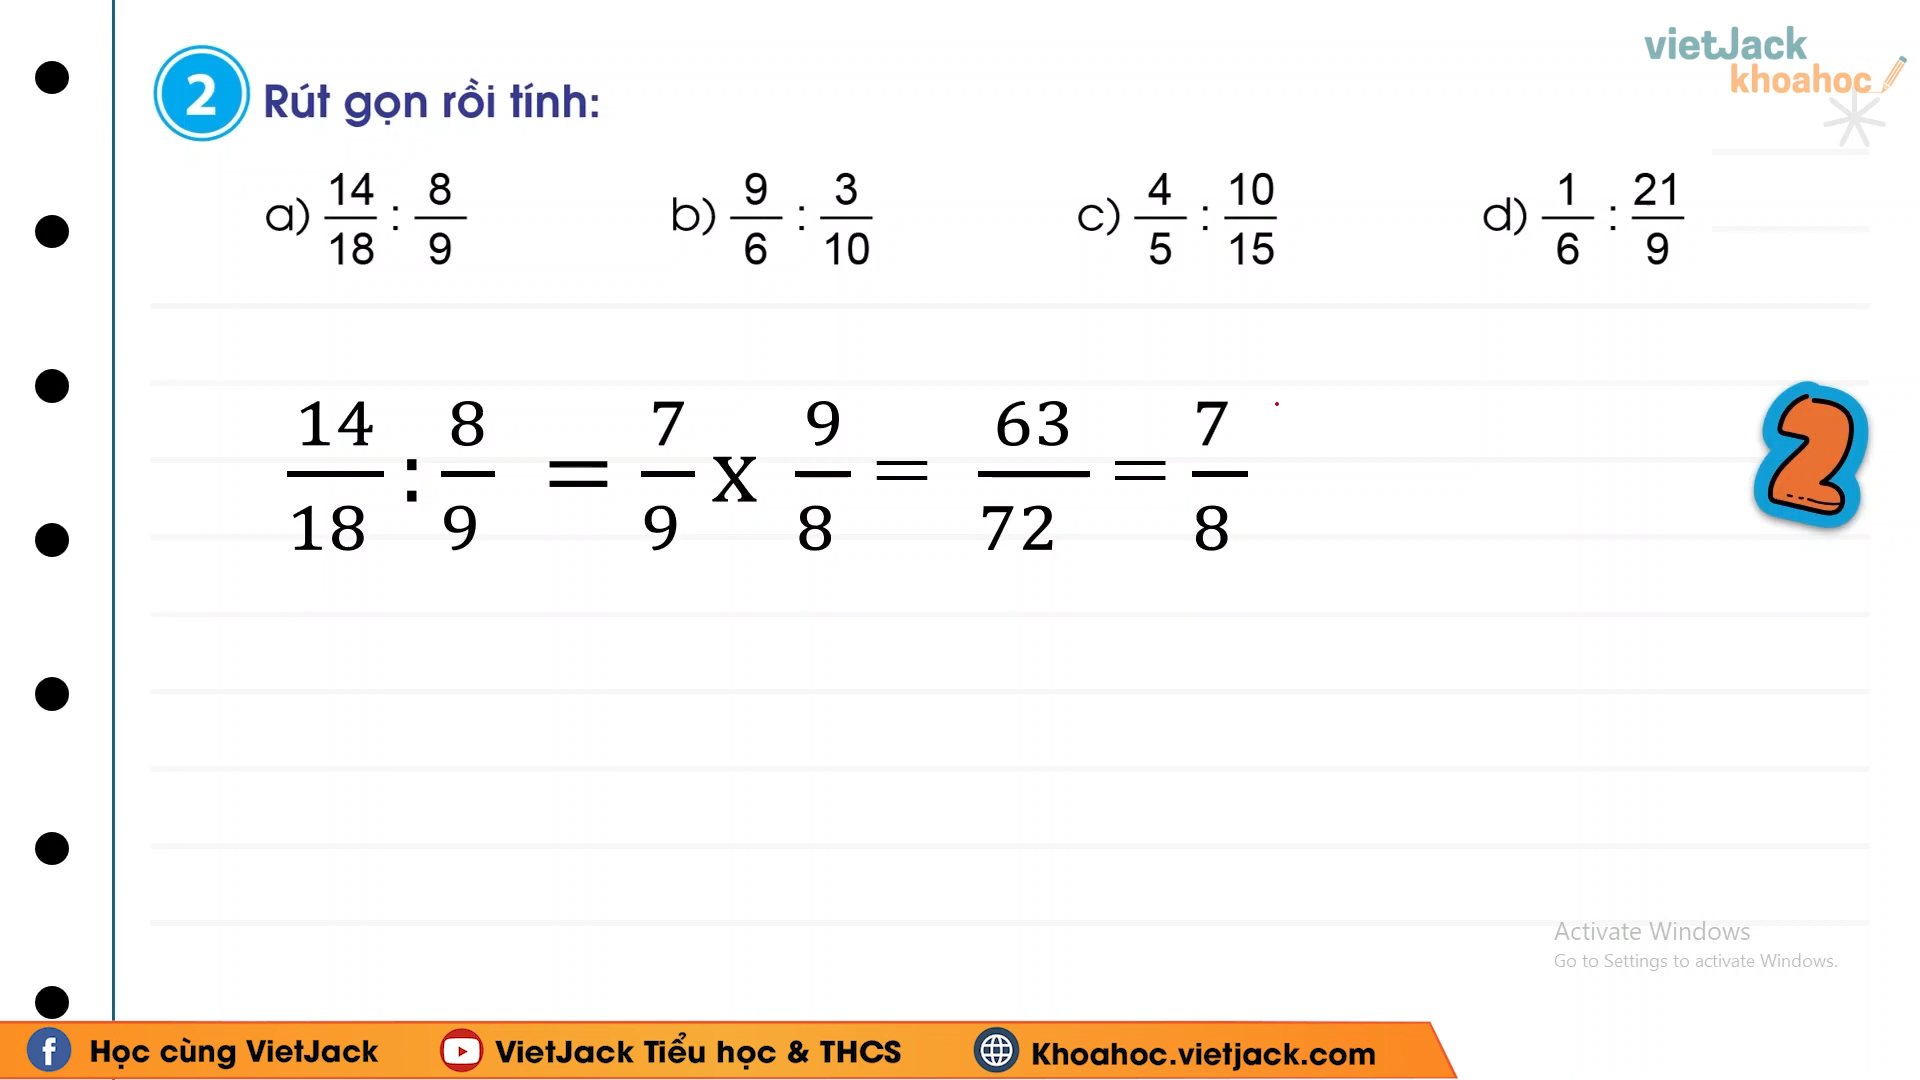 vietJack
khoahoc
2 Rút gọn rồi tính:
a) 14/18 : 8/9 b) 9/6 : 3/10 c) 4/5 : 10/15 d) 1/6 : 21/9
14/18 : 8/9 = 7/9 x 9/8 = 63/72 = 7/8
2
Activate Windows
Go to Settings to activate Windows.
Học cùng VietJack VietJack Tiểu học & THCS Khoahoc.vietjack.com